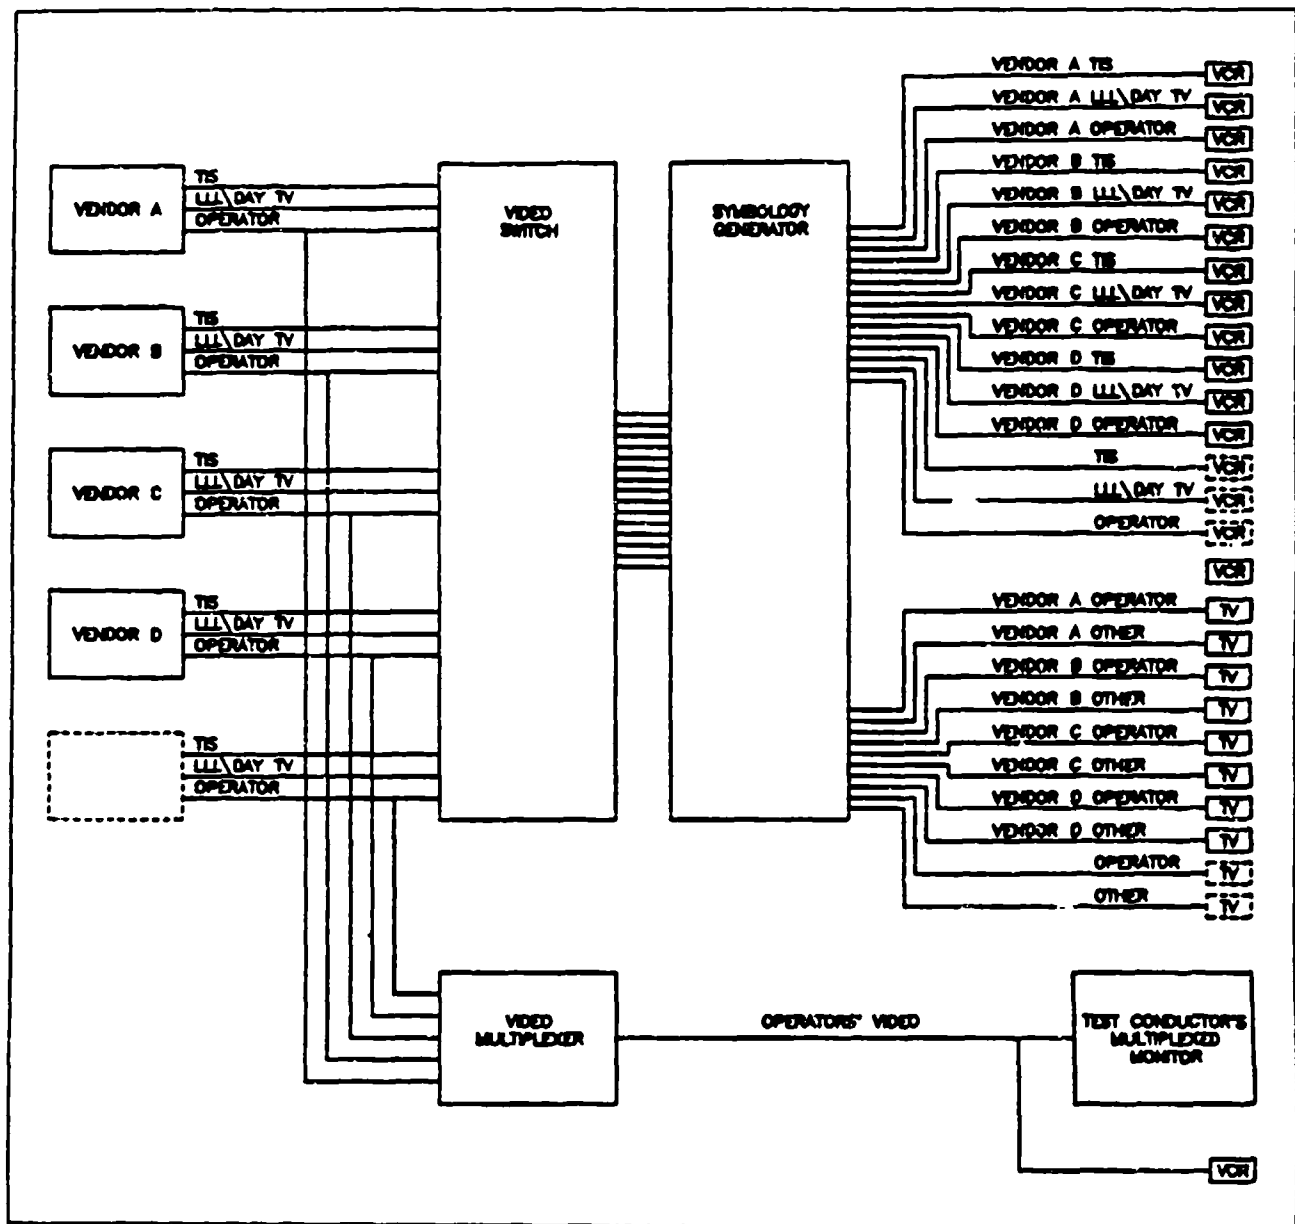 VENDOR A
TIS
LLL\DAY TV
OPERATOR
VENDOR B
TIS
LLL\DAY TV
OPERATOR
VENDOR C
TIS
LLL\DAY TV
OPERATOR
VENDOR D
TIS
LLL\DAY TV
OPERATOR
TIS
LLL\DAY TV
OPERATOR
VIDEO
SWITCH
SYMBOLOGY
GENERATOR
VENDOR A TIS VCR
VENDOR A LLL\DAY TV VCR
VENDOR A OPERATOR VCR
VENDOR B TIS VCR
VENDOR B LLL\DAY TV VCR
VENDOR B OPERATOR VCR
VENDOR C TIS VCR
VENDOR C LLL\DAY TV VCR
VENDOR C OPERATOR VCR
VENDOR D TIS VCR
VENDOR D LLL\DAY TV VCR
VENDOR D OPERATOR VCR
TIS VCR
LLL\DAY TV VCR
OPERATOR VCR
VCR
VENDOR A OPERATOR TV
VENDOR A OTHER TV
VENDOR B OPERATOR TV
VENDOR B OTHER TV
VENDOR C OPERATOR TV
VENDOR C OTHER TV
VENDOR D OPERATOR TV
VENDOR D OTHER TV
OPERATOR TV
OTHER TV
VIDEO
MULTIPLEXER
OPERATORS' VIDEO
TEST CONDUCTOR'S
MULTIPLEXED
MONITOR
VCR